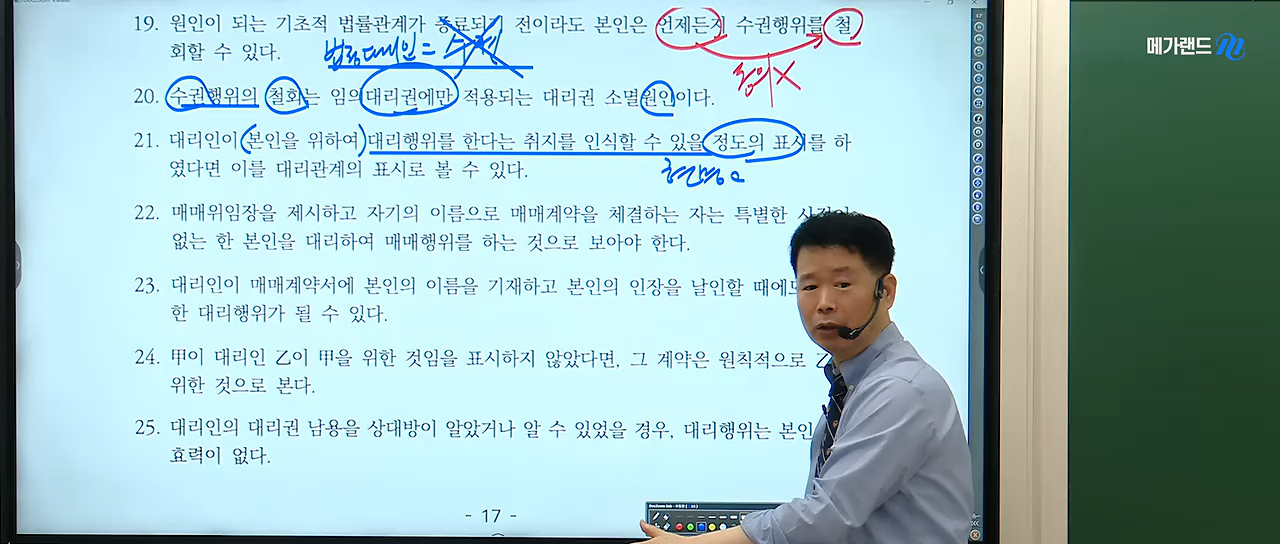 19. 원인이 되는 기초적 법률관계가 종료되기 전이라도 본인은 언제든지 수권행위를 철
회할 수 있다.
법정대리인 =
동의 X
20. 수권행위의 철회는 임의대리권에만 적용되는 대리권 소멸원인이다.
21. 대리인이 본인을 위하여 대리행위를 한다는 취지를 인식할 수 있을 정도의 표시를 하
였다면 이를 대리관계의 표시로 볼 수 있다.
현명 o
22. 매매위임장을 제시하고 자기의 이름으로 매매계약을 체결하는 자는 특별한
없는 한 본인을 대리하여 매매행위를 하는 것으로 보아야 한다.
23. 대리인이 매매계약서에 본인의 이름을 기재하고 본인의 인장을 날인할 때에도
한 대리행위가 될 수 있다.
24. 甲이 대리인 乙이 甲을 위한 것임을 표시하지 않았다면, 그 계약은 원칙적으로
위한 것으로 본다.
25. 대리인의 대리권 남용을 상대방이 알았거나 알 수 있었을 경우, 대리행위는 본인
효력이 없다.
- 17 -
메가랜드